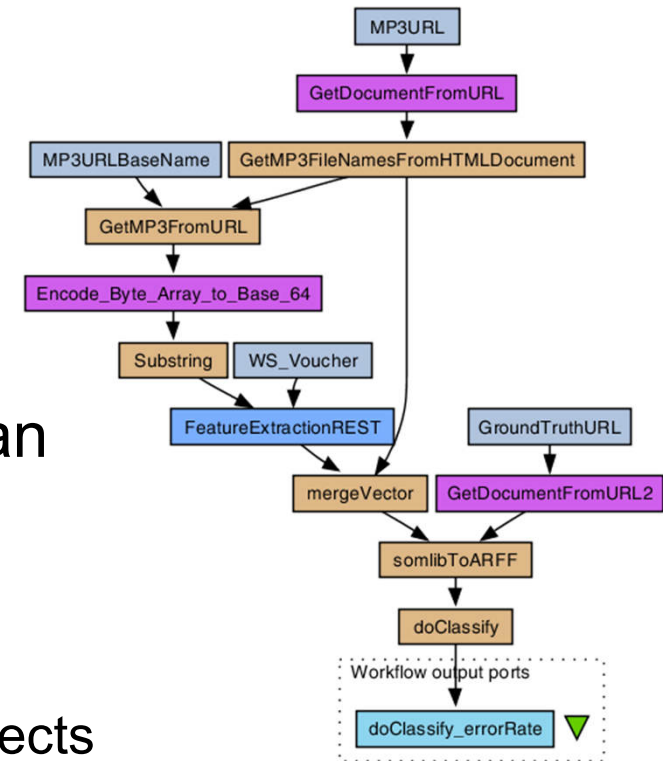 MP3URL
GetDocumentFromURL
MP3URLBaseName
GetMP3FileNamesFromHTMLDocument
GetMP3FromURL
Encode_Byte_Array_to_Base_64
Substring
WS_Voucher
an
FeatureExtractionREST
GroundTruthURL
mergeVector
GetDocumentFromURL2
somlibToARFF
doClassify
Workflow output ports
doClassify_errorRate
ects